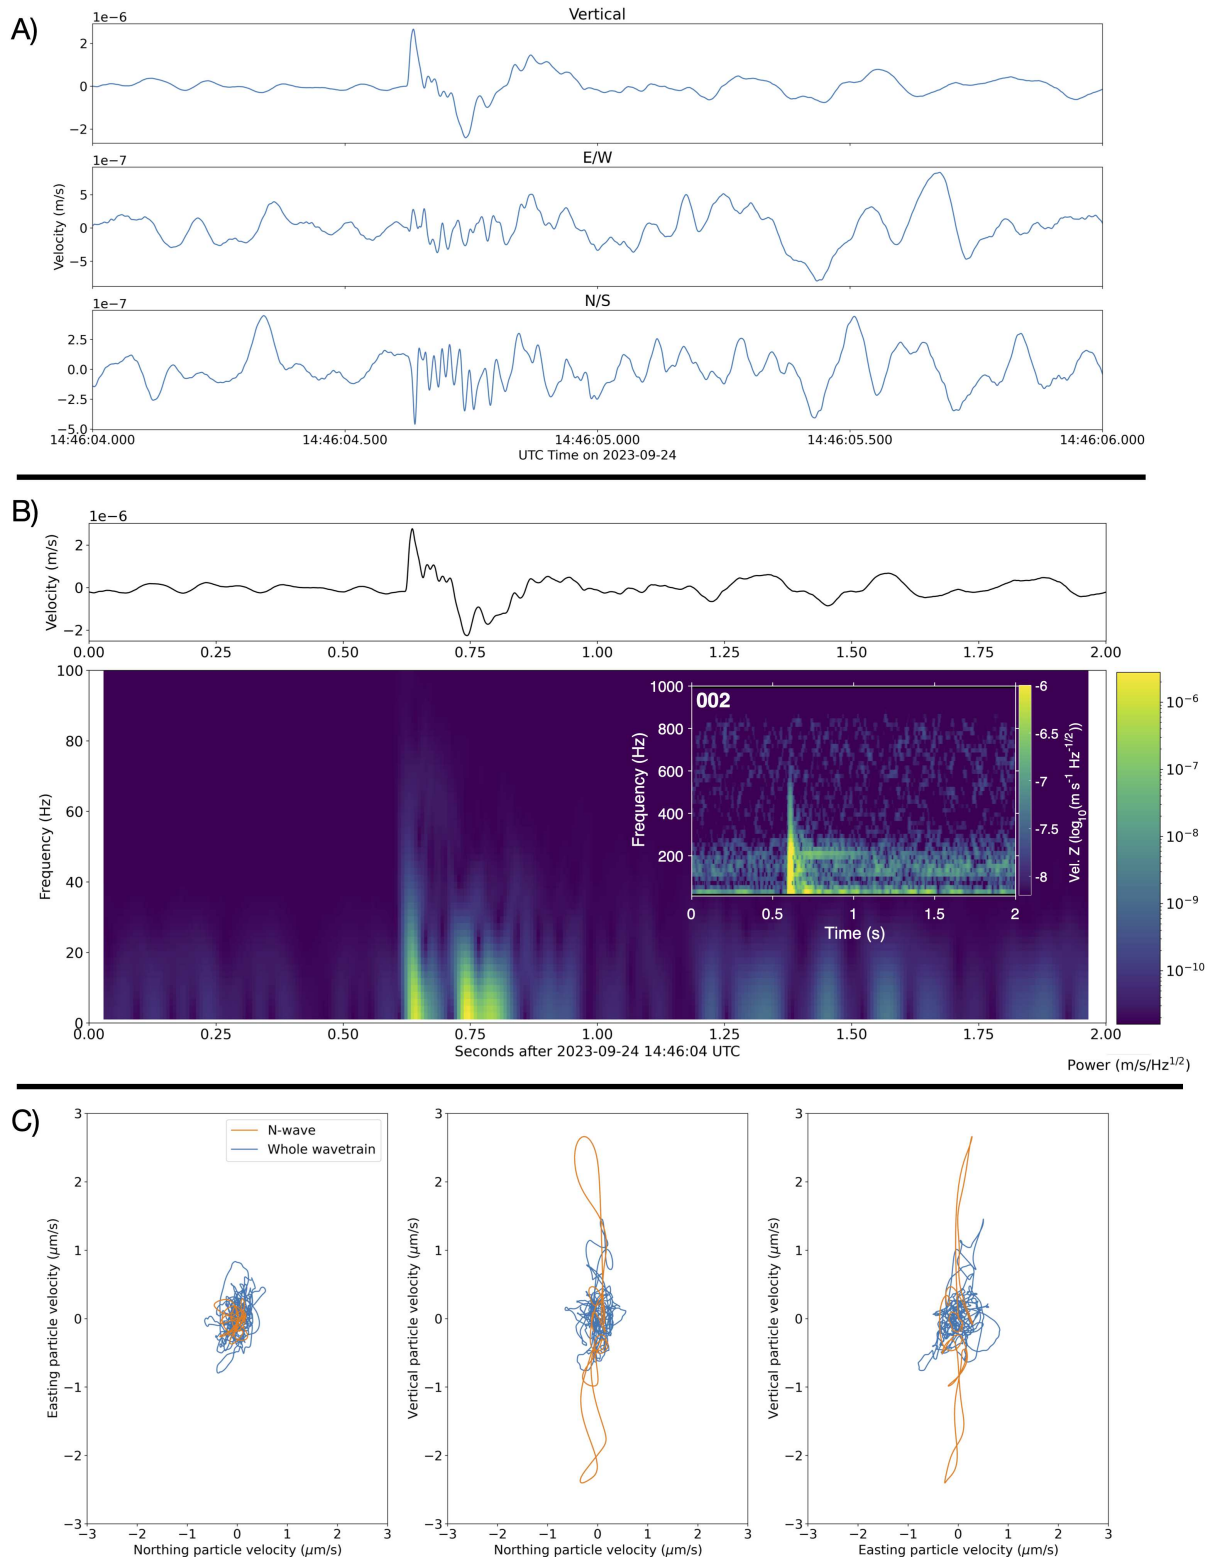 A)
Vertical
1e−6
2
0
−2
E/W
1e−7
5
0
−5
Velocity (m/s)
N/S
1e−7
2.5
0.0
−2.5
−5.0
14:46:04.000 14:46:04.500 14:46:05.000 14:46:05.500 14:46:06.000
UTC Time on 2023-09-24
B)
1e−6
2
0
−2
Velocity (m/s)
0.00 0.25 0.50 0.75 1.00 1.25 1.50 1.75 2.00
100
80
60
40
20
0
Frequency (Hz)
0.00 0.25 0.50 0.75 1.00 1.25 1.50 1.75 2.00
Seconds after 2023-09-24 14:46:04 UTC
002
1000
800
600
400
200
Frequency (Hz)
0 0.5 1 1.5 2
Time (s)
-6
-6.5
-7
-7.5
-8
Vel. Z (log10(m s-1 Hz-1/2))
10−6
10−7
10−8
10−9
10−10
Power (m/s/Hz1/2)
C)
N-wave
Whole wavetrain
3
2
1
0
−1
−2
−3
Easting particle velocity (μm/s)
−3 −2 −1 0 1 2 3
Northing particle velocity (μm/s)
3
2
1
0
−1
−2
−3
Vertical particle velocity (μm/s)
−3 −2 −1 0 1 2 3
Northing particle velocity (μm/s)
3
2
1
0
−1
−2
−3
Vertical particle velocity (μm/s)
−3 −2 −1 0 1 2 3
Easting particle velocity (μm/s)